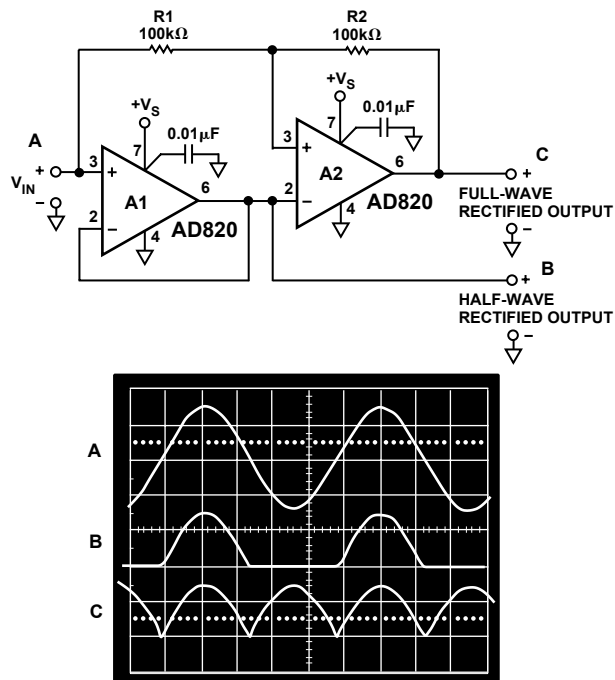 R1
100kΩ
R2
100kΩ
+VS
0.01µF
+VS
0.01µF
A
+
VIN
–
3
+
2
–
A1
7
6
4
AD820
3
+
2
–
A2
7
6
4
AD820
C
+
FULL-WAVE
RECTIFIED OUTPUT
–
B
+
HALF-WAVE
RECTIFIED OUTPUT
–
A
B
C